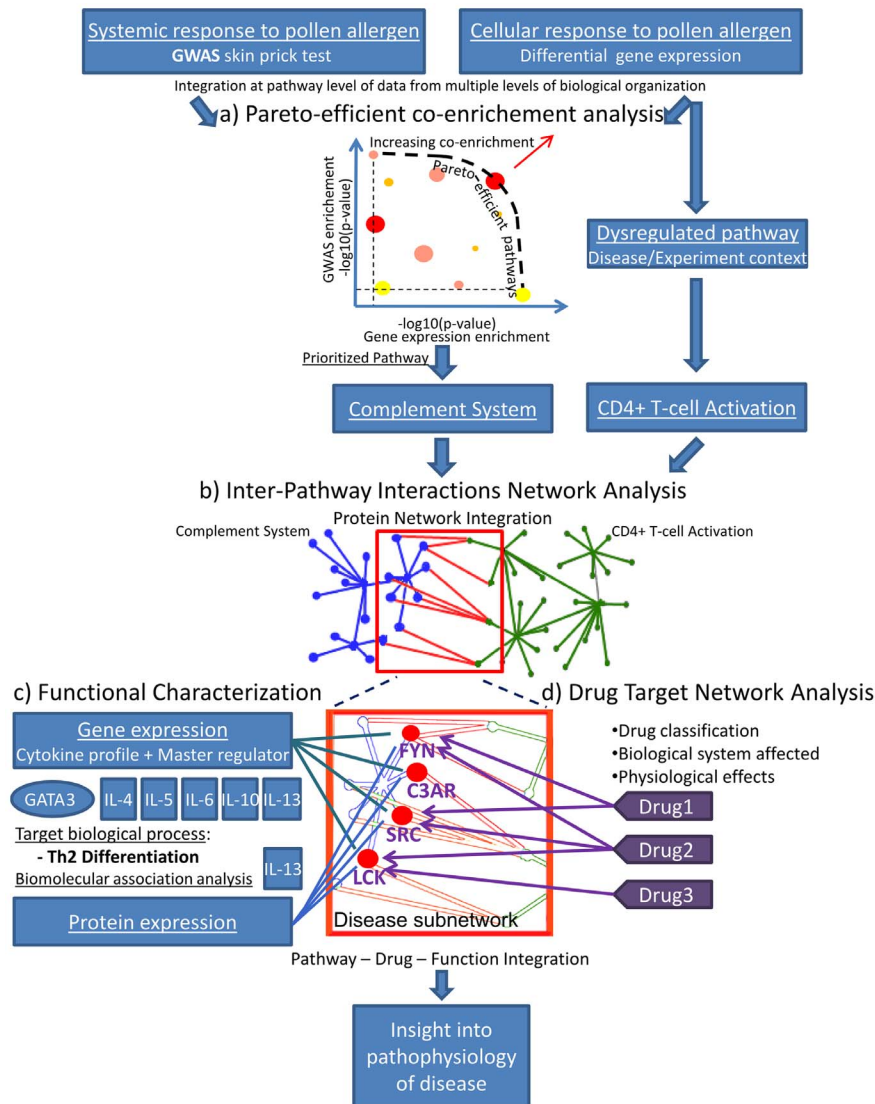 Systemic response to pollen allergen
GWAS skin prick test
Cellular response to pollen allergen
Differential gene expression
Integration at pathway level of data from multiple levels of biological organization
a) Pareto-efficient co-enrichement analysis
Increasing co-enrichment
Pareto-efficient pathways
GWAS enrichement
-log10(p-value)
-log10(p-value)
Gene expression enrichment
Dysregulated pathway
Disease/Experiment context
Prioritized Pathway
Complement System
CD4+ T-cell Activation
b) Inter-Pathway Interactions Network Analysis
Protein Network Integration
Complement System
CD4+ T-cell Activation
c) Functional Characterization
Gene expression
Cytokine profile + Master regulator
GATA3
IL-4
IL-5
IL-6
IL-10
IL-13
Target biological process:
- Th2 Differentiation
Biomolecular association analysis
IL-13
Protein expression
FYN
C3AR
SRC
LCK
Disease subnetwork
d) Drug Target Network Analysis
•Drug classification
•Biological system affected
•Physiological effects
Drug1
Drug2
Drug3
Pathway – Drug – Function Integration
Insight into
pathophysiology
of disease